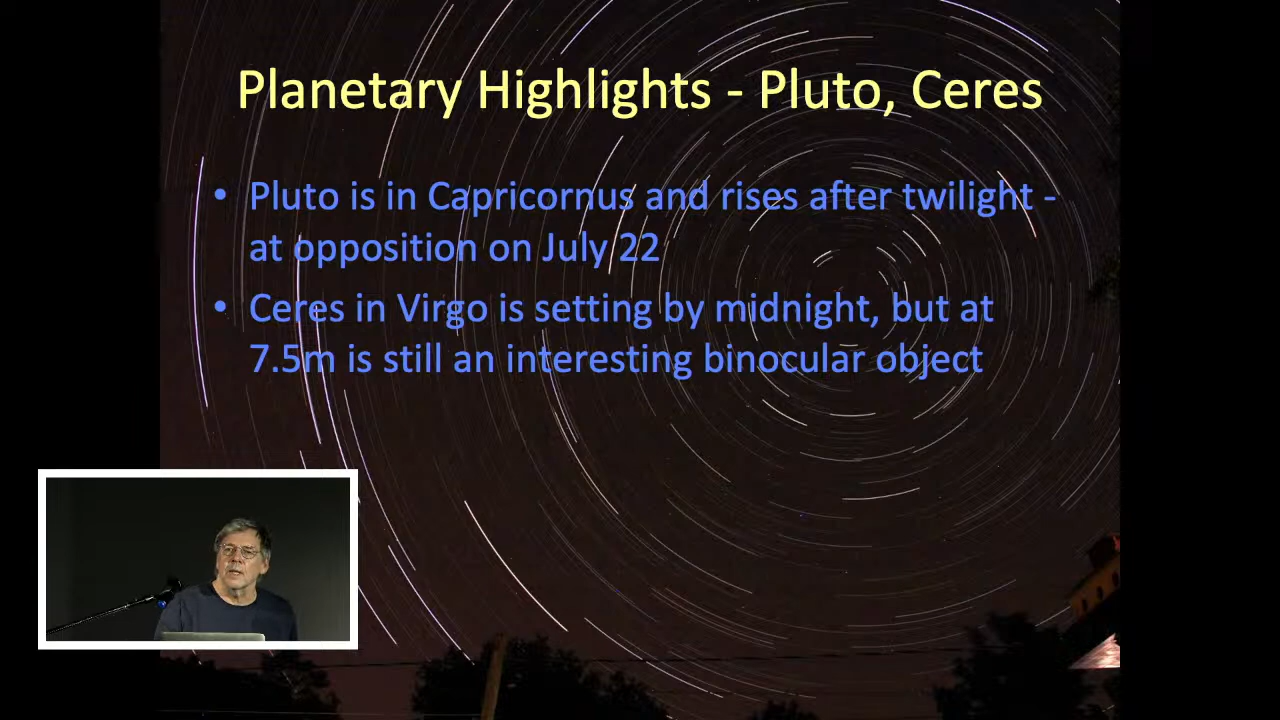 Planetary Highlights - Pluto, Ceres
• Pluto is in Capricornus and rises after twilight -
at opposition on July 22
• Ceres in Virgo is setting by midnight, but at
7.5m is still an interesting binocular object